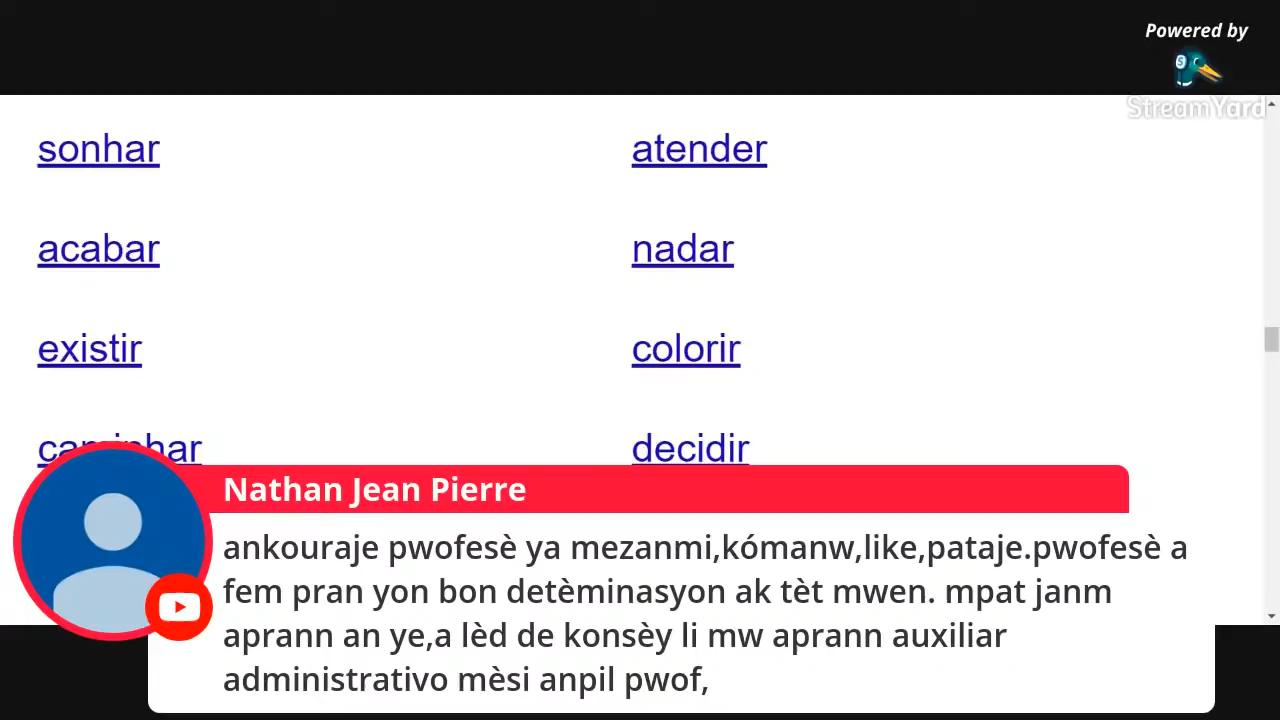 Powered by
StreamYard
sonhar
atender
acabar
nadar
existir
colorir
decidir
Nathan Jean Pierre
ankouraje pwofesè ya mezanmi,kómanw,like,pataje.pwofesè a
fem pran yon bon detèminasyon ak tèt mwen. mpat janm
aprann an ye,a lèd de konsèy li mw aprann auxiliar
administrativo mèsi anpil pwof,